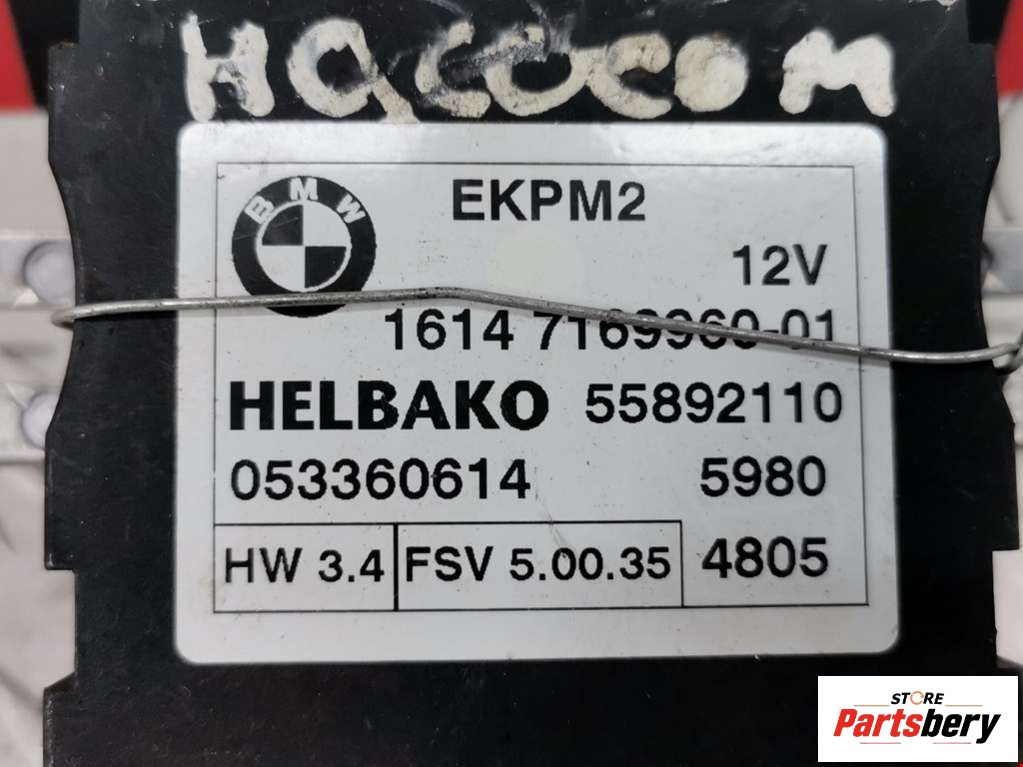 HACOCOM
BMW
EKPM2
12V
1614 7169960-01
HELBAKO 55892110
053360614 5980
HW 3.4 FSV 5.00.35 4805
STORE
Partsbery